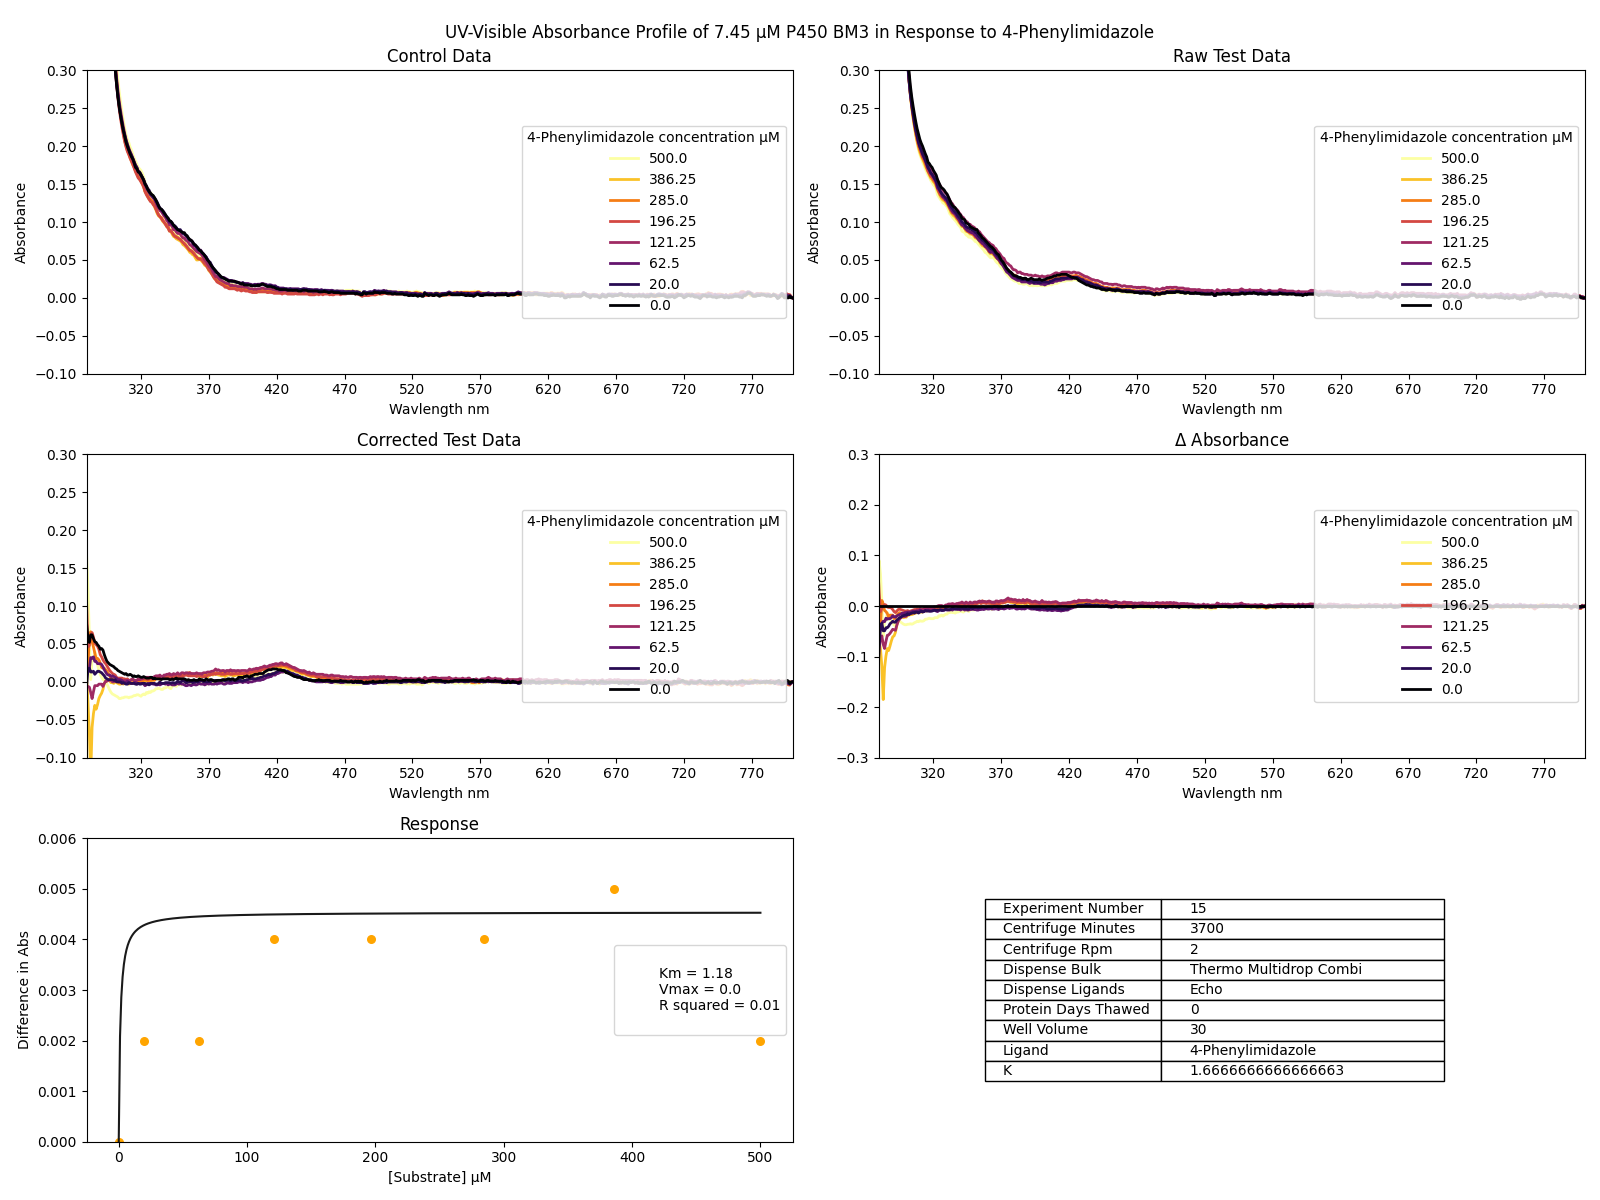 UV-Visible Absorbance Profile of 7.45 μM P450 BM3 in Response to 4-Phenylimidazole
Control Data
0.30
0.25
0.20
0.15
0.10
0.05
0.00
−0.05
−0.10
Absorbance
320 370 420 470 520 570 620 670 720 770
Wavlength nm
4-Phenylimidazole concentration μM
500.0
386.25
285.0
196.25
121.25
62.5
20.0
0.0
Raw Test Data
0.30
0.25
0.20
0.15
0.10
0.05
0.00
−0.05
−0.10
Absorbance
320 370 420 470 520 570 620 670 720 770
Wavlength nm
4-Phenylimidazole concentration μM
500.0
386.25
285.0
196.25
121.25
62.5
20.0
0.0
Corrected Test Data
0.30
0.25
0.20
0.15
0.10
0.05
0.00
−0.05
−0.10
Absorbance
320 370 420 470 520 570 620 670 720 770
Wavlength nm
4-Phenylimidazole concentration μM
500.0
386.25
285.0
196.25
121.25
62.5
20.0
0.0
Δ Absorbance
0.3
0.2
0.1
0.0
−0.1
−0.2
−0.3
Absorbance
320 370 420 470 520 570 620 670 720 770
Wavlength nm
4-Phenylimidazole concentration μM
500.0
386.25
285.0
196.25
121.25
62.5
20.0
0.0
Response
0.006
0.005
0.004
0.003
0.002
0.001
0.000
Difference in Abs
0 100 200 300 400 500
[Substrate] μM
Km = 1.18
Vmax = 0.0
R squared = 0.01
Experiment Number 15
Centrifuge Minutes 3700
Centrifuge Rpm 2
Dispense Bulk Thermo Multidrop Combi
Dispense Ligands Echo
Protein Days Thawed 0
Well Volume 30
Ligand 4-Phenylimidazole
K 1.6666666666666663